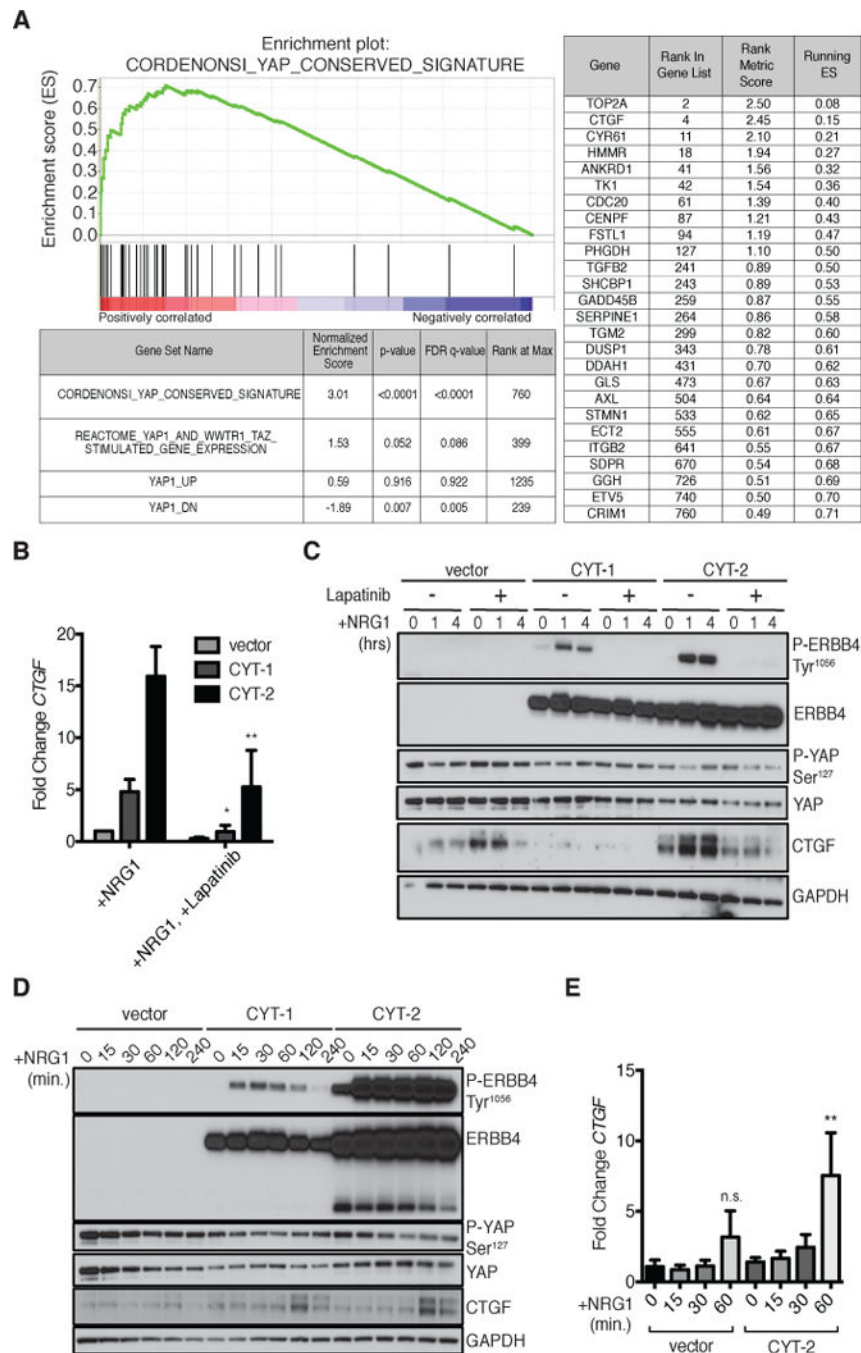 A
Enrichment plot:
CORDENONSI_YAP_CONSERVED_SIGNATURE
Enrichment score (ES)
0.7
0.6
0.5
0.4
0.3
0.2
0.1
0.0
Positively correlated
Negatively correlated
Gene Set Name Normalized Enrichment Score p-value FDR q-value Rank at Max
CORDENONSI_YAP_CONSERVED_SIGNATURE 3.01 <0.0001 <0.0001 760
REACTOME_YAP1_AND_WWTR1_TAZ_
STIMULATED_GENE_EXPRESSION 1.53 0.052 0.086 399
YAP1_UP 0.59 0.916 0.922 1235
YAP1_DN -1.89 0.007 0.005 239
Gene Rank In Gene List Rank Metric Score Running ES
TOP2A 2 2.50 0.08
CTGF 4 2.45 0.15
CYR61 11 2.10 0.21
HMMR 18 1.94 0.27
ANKRD1 41 1.56 0.32
TK1 42 1.54 0.36
CDC20 61 1.39 0.40
CENPF 87 1.21 0.43
FSTL1 94 1.19 0.47
PHGDH 127 1.10 0.50
TGFB2 241 0.89 0.50
SHCBP1 243 0.89 0.53
GADD45B 259 0.87 0.55
SERPINE1 264 0.86 0.58
TGM2 299 0.82 0.60
DUSP1 343 0.78 0.61
DDAH1 431 0.70 0.62
GLS 473 0.67 0.63
AXL 504 0.64 0.64
STMN1 533 0.62 0.65
ECT2 555 0.61 0.67
ITGB2 641 0.55 0.67
SDPR 670 0.54 0.68
GGH 726 0.51 0.69
ETV5 740 0.50 0.70
CRIM1 760 0.49 0.71
B
Fold Change CTGF
20
15
10
5
0
vector
CYT-1
CYT-2
*
**
+NRG1
+NRG1, +Lapatinib
C
vector CYT-1 CYT-2
Lapatinib - + - + - +
+NRG1 0 1 4 0 1 4 0 1 4 0 1 4 0 1 4 0 1 4
(hrs)
P-ERBB4
Tyr1056
ERBB4
P-YAP
Ser127
YAP
CTGF
GAPDH
D
vector CYT-1 CYT-2
+NRG1 0 15 30 60 120 240 0 15 30 60 120 240 0 15 30 60 120 240
(min.)
P-ERBB4
Tyr1056
ERBB4
P-YAP
Ser127
YAP
CTGF
GAPDH
E
Fold Change CTGF
15
10
5
0
n.s.
**
+NRG1 0 15 30 60 0 15 30 60
(min.)
vector CYT-2